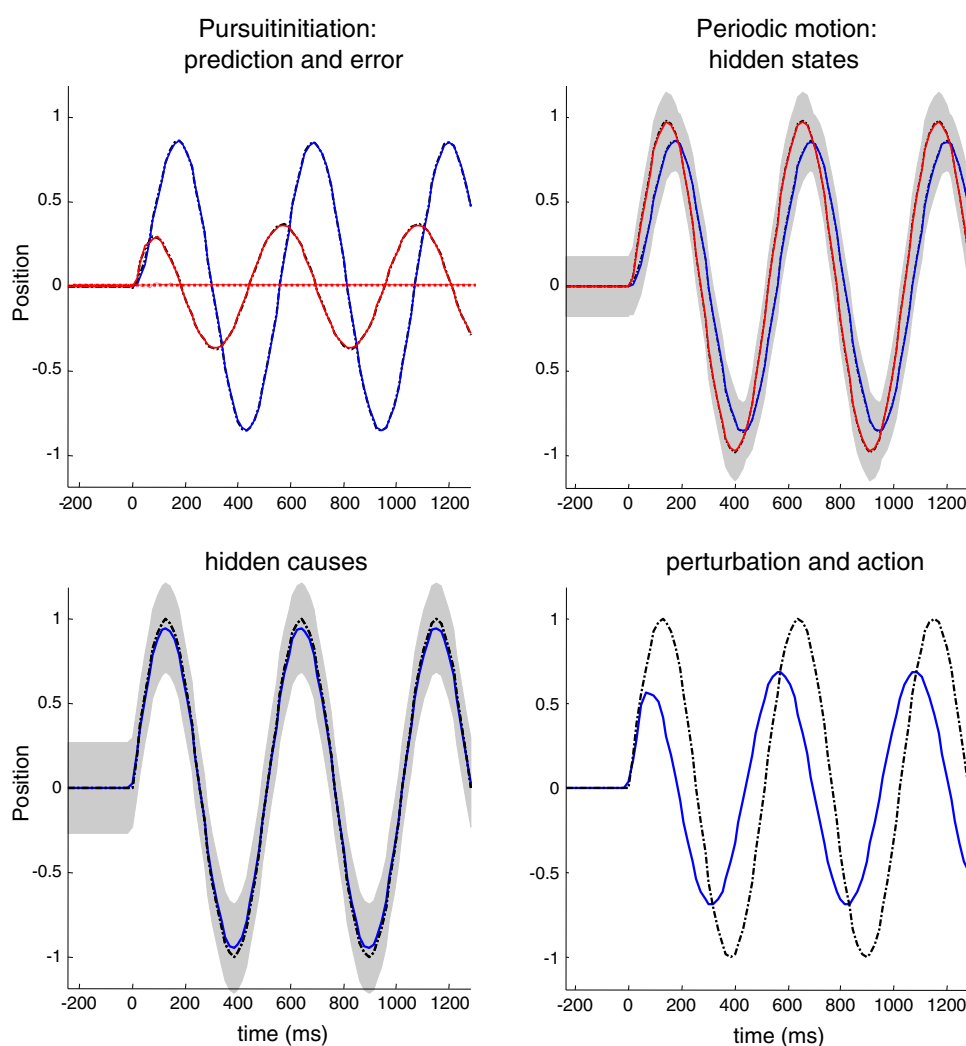 Pursuitinitiation:
prediction and error
Periodic motion:
hidden states
1
0.5
0
-0.5
-1
Position
-200 0 200 400 600 800 1000 1200
1
0.5
0
0.5
1
-200 0 200 400 600 800 1000 1200
hidden causes
perturbation and action
1
0.5
0
-0.5
-1
Position
-200 0 200 400 600 800 1000 1200
time (ms)
1
0.5
0
-0.5
-1
-200 0 200 400 600 800 1000 1200
time (ms)